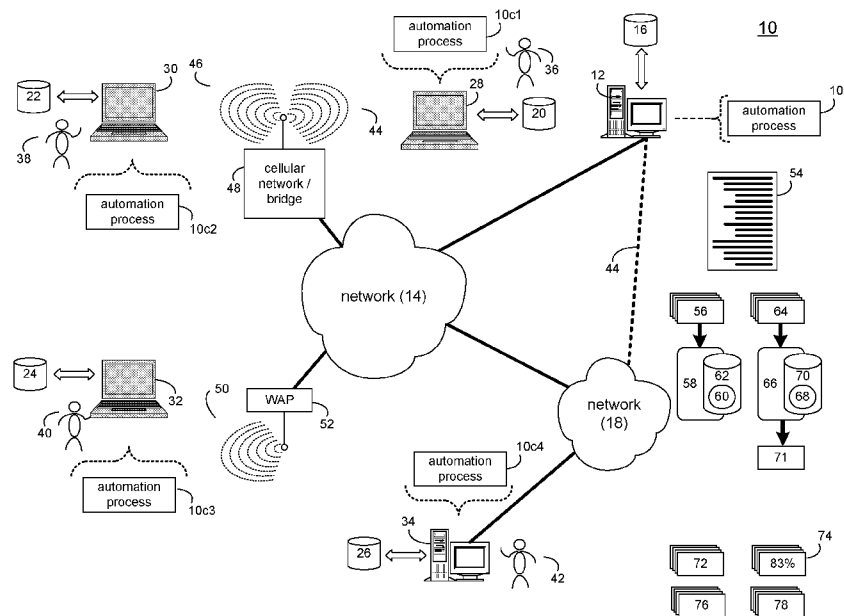 10
10c1
automation
process
36
16
46
30
22
38
28
20
44
12
automation
process
10
48
cellular
network /
bridge
automation
process
10c2
54
44
network (14)
56
64
58
62
60
66
70
68
71
24
32
50
40
WAP
52
network
(18)
automation
process
10c3
automation
process
10c4
34
26
42
72
83%
74
76
78